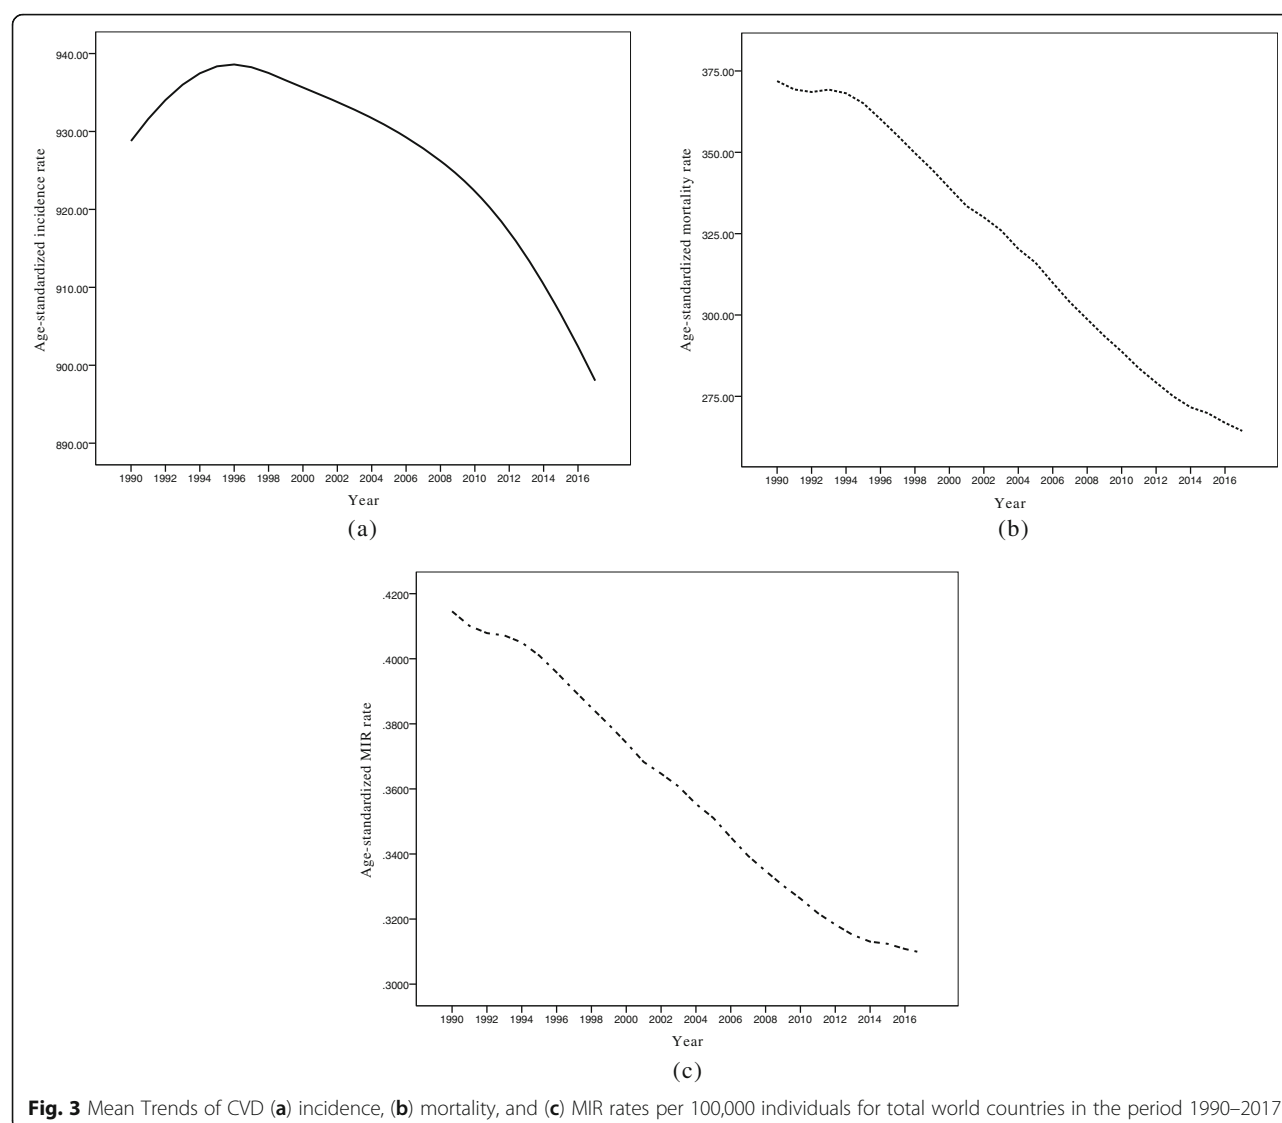 940.00
930.00
920.00
910.00
900.00
890.00
Age-standardized incidence rate
1990 1992 1994 1996 1998 2000 2002 2004 2006 2008 2010 2012 2014 2016
Year
(a)
375.00
350.00
325.00
300.00
275.00
Age-standardized mortality rate
1990 1992 1994 1996 1998 2000 2002 2004 2006 2008 2010 2012 2014 2016
Year
(b)
.4200
.4000
.3800
.3600
.3400
.3200
.3000
Age-standardized MIR rate
1990 1992 1994 1996 1998 2000 2002 2004 2006 2008 2010 2012 2014 2016
Year
(c)
Fig. 3 Mean Trends of CVD (a) incidence, (b) mortality, and (c) MIR rates per 100,000 individuals for total world countries in the period 1990–2017